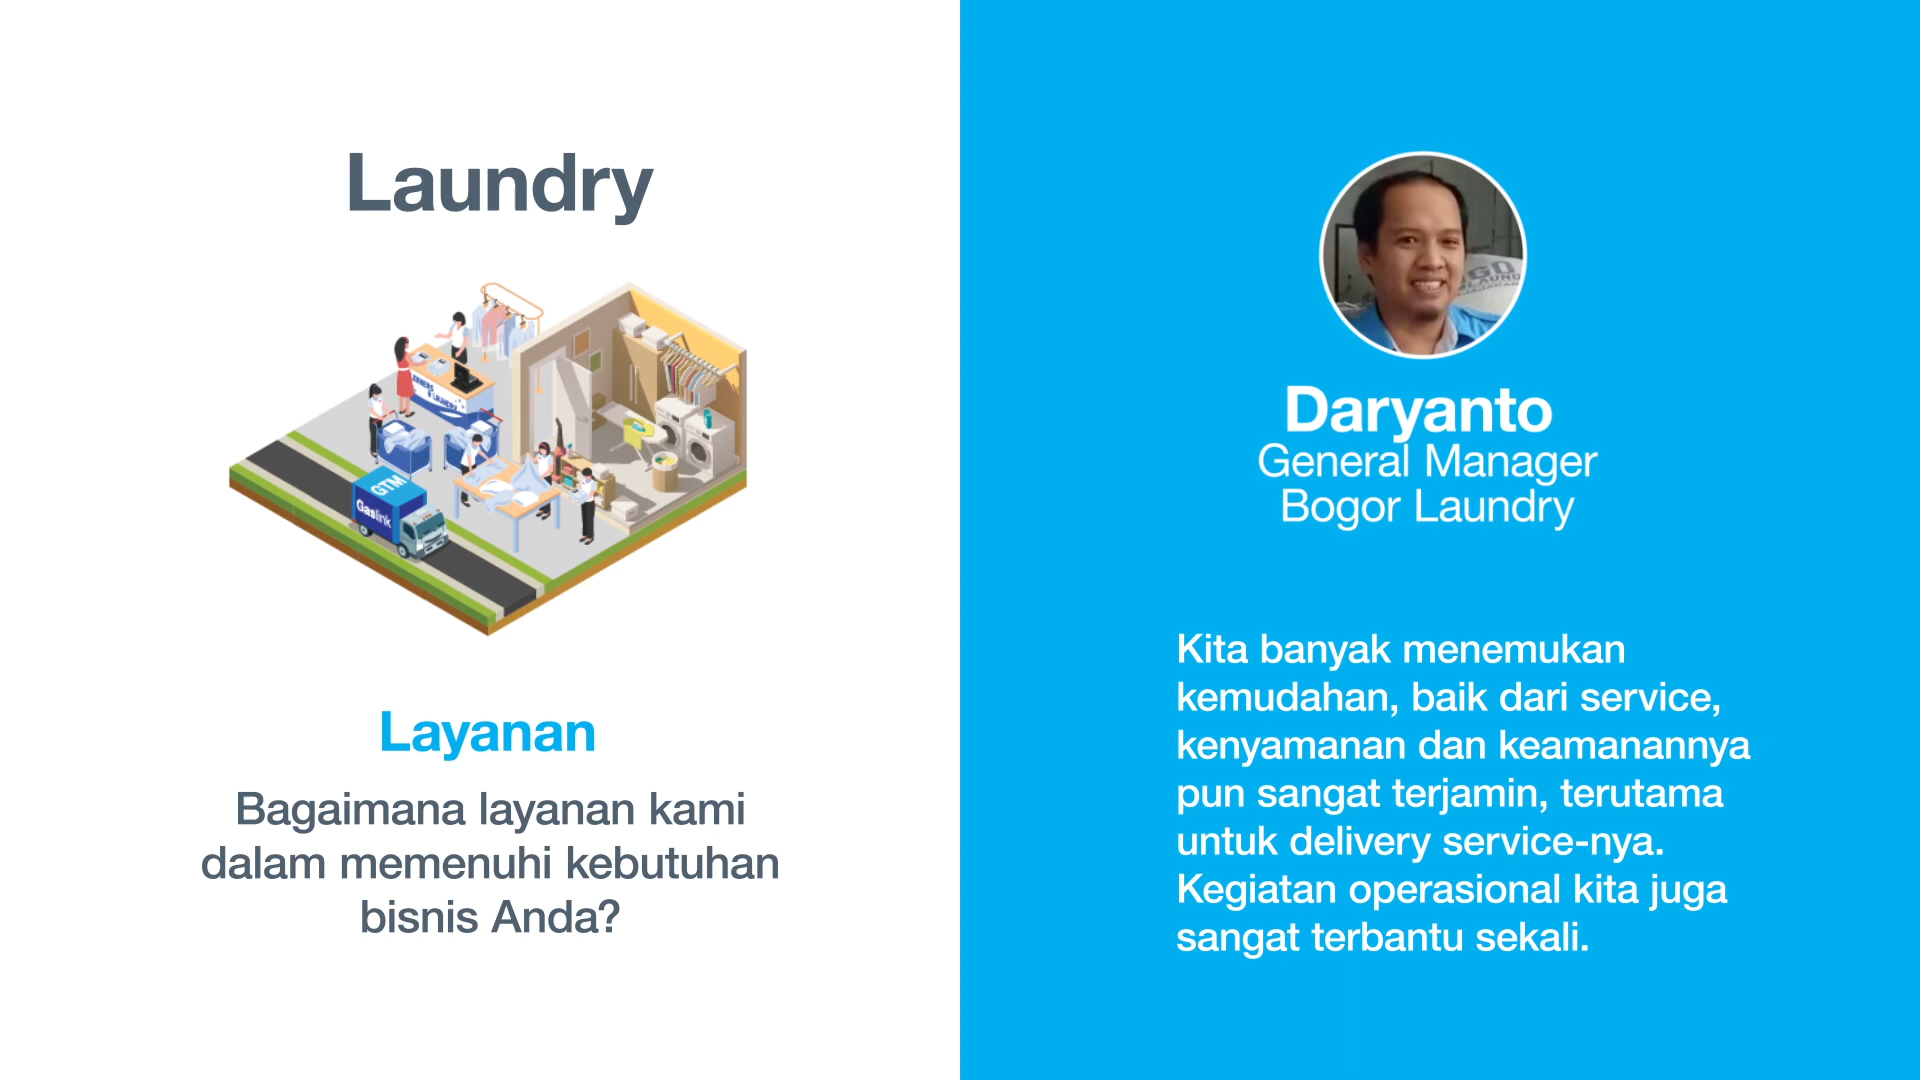 Laundry
GTM
Gaslink
Layanan
Bagaimana layanan kami
dalam memenuhi kebutuhan
bisnis Anda?
Daryanto
General Manager
Bogor Laundry
Kita banyak menemukan
kemudahan, baik dari service,
kenyamanan dan keamanannya
pun sangat terjamin, terutama
untuk delivery service-nya.
Kegiatan operasional kita juga
sangat terbantu sekali.